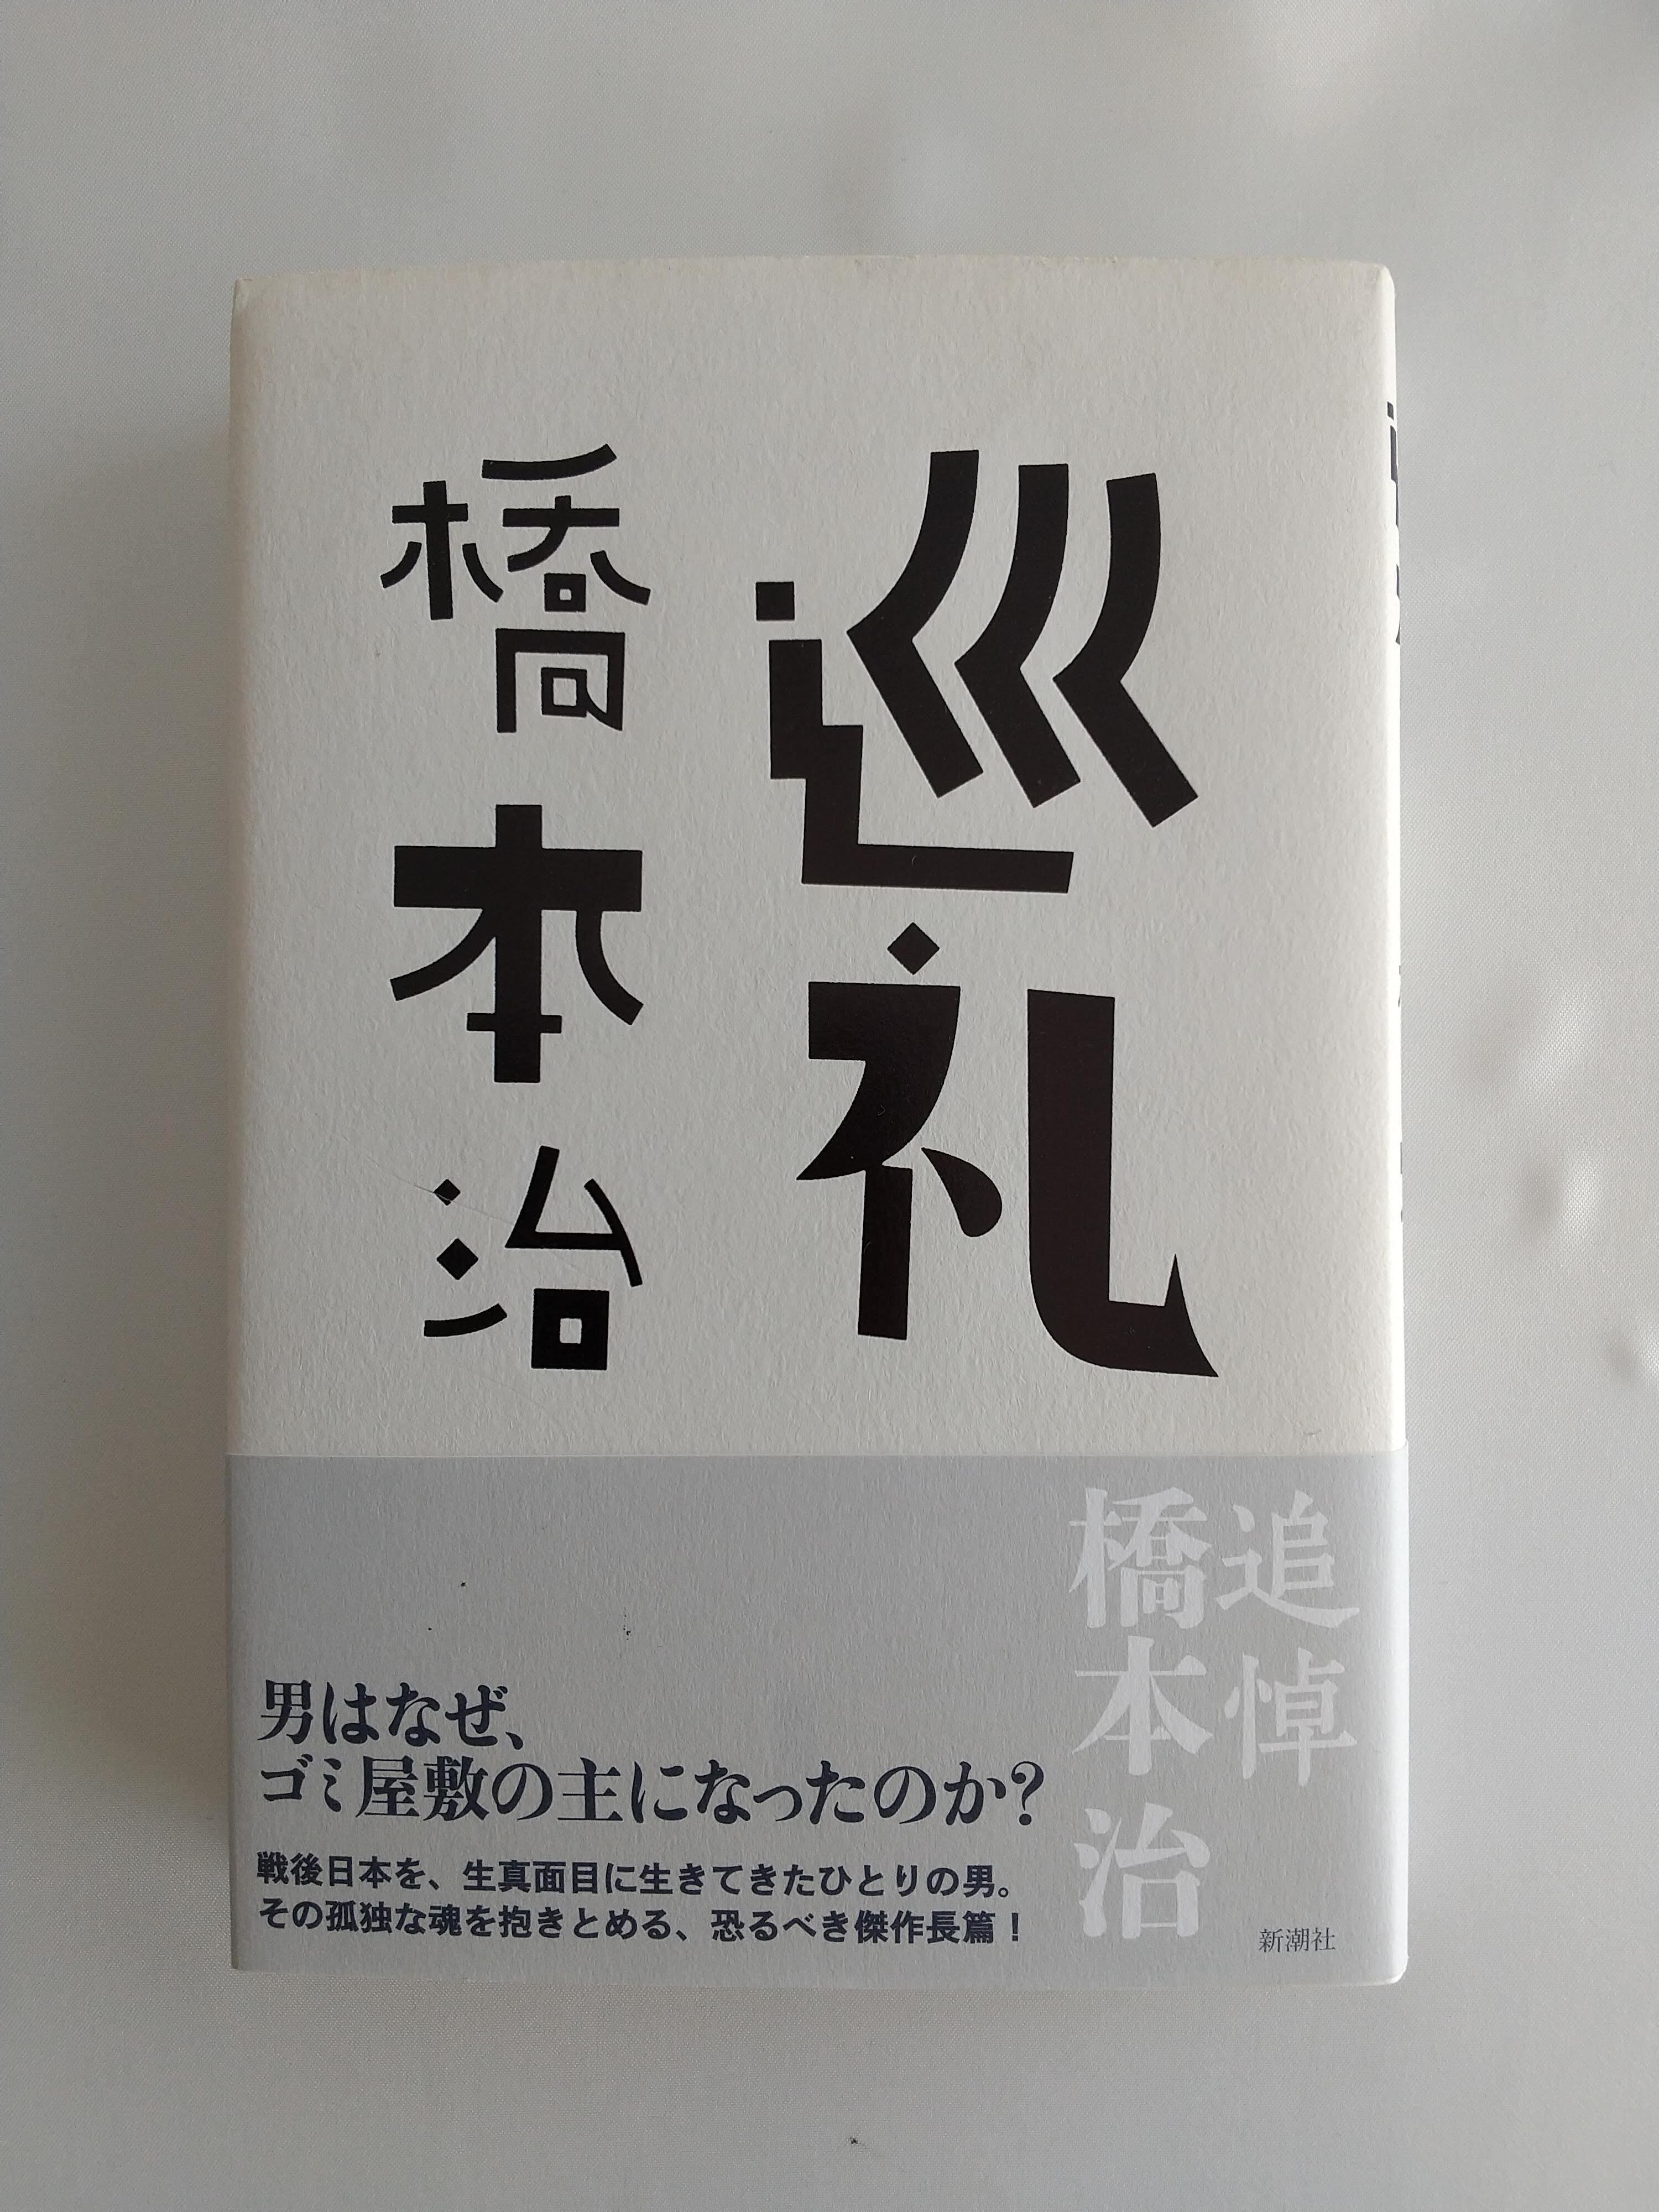 巡礼
橋本治
追悼
橋本治
男はなぜ、
ゴミ屋敷の主になったのか?
戦後日本を、生真面目に生きてきたひとりの男。
その孤独な魂を抱きとめる、恐るべき傑作長篇！
新潮社